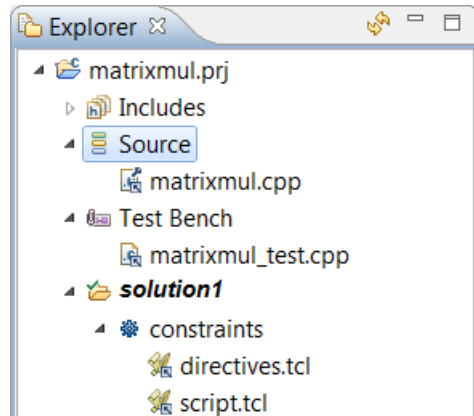 Explorer
matrixmul.prj
Includes
Source
matrixmul.cpp
Test Bench
matrixmul_test.cpp
solution1
constraints
directives.tcl
script.tcl